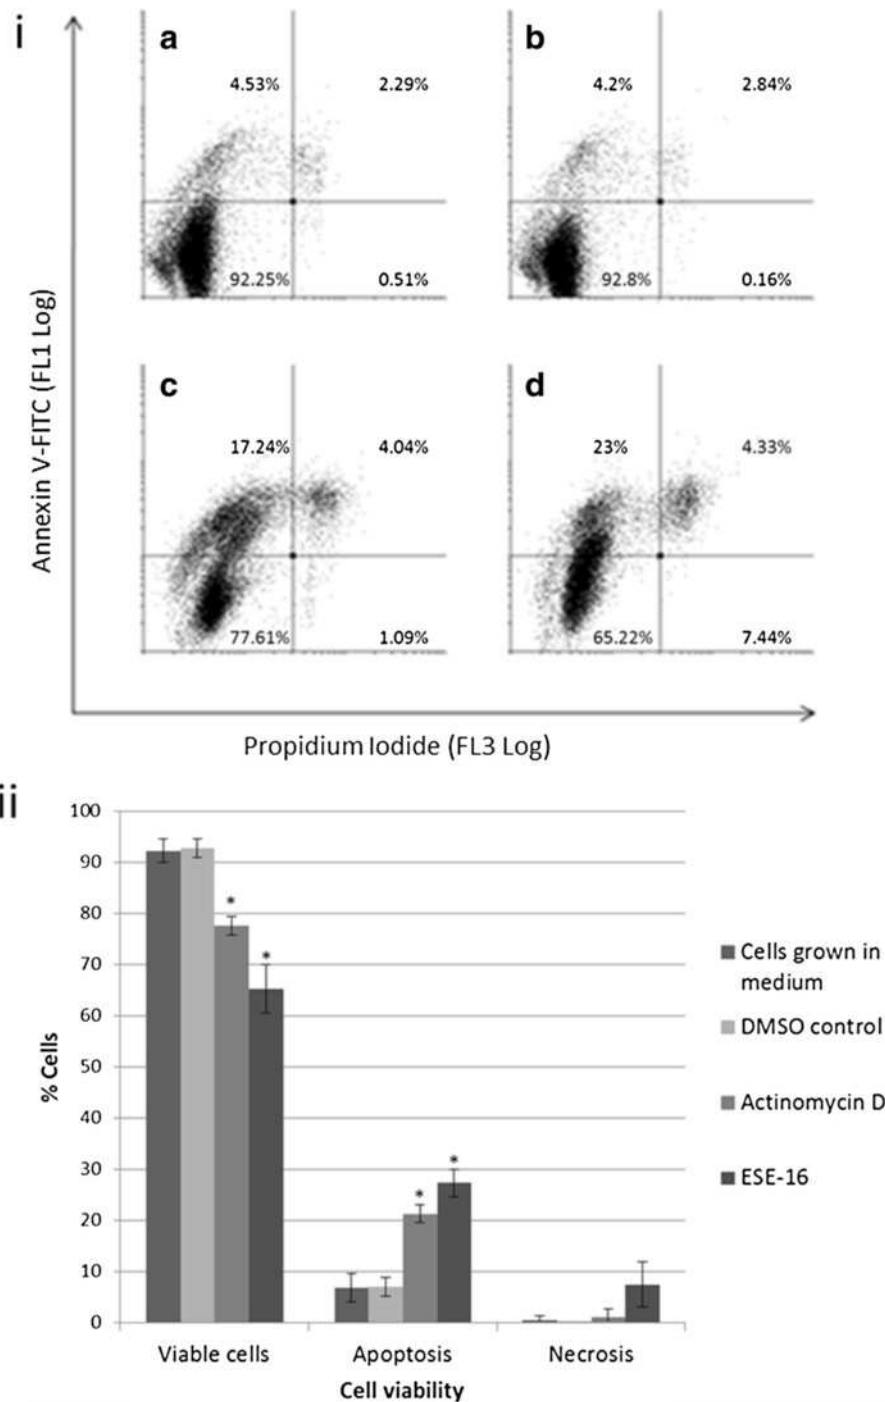 i
a
b
4.53%
2.29%
4.2%
2.84%
92.25%
0.51%
92.8%
0.16%
c
d
17.24%
4.04%
23%
4.33%
77.61%
1.09%
65.22%
7.44%
Annexin V-FITC (FL1 Log)
Propidium Iodide (FL3 Log)
ii
100
90
80
70
60
50
40
30
20
10
0
% Cells
*
*
*
*
Viable cells
Apoptosis
Necrosis
Cell viability
Cells grown in
medium
DMSO control
Actinomycin D
ESE-16